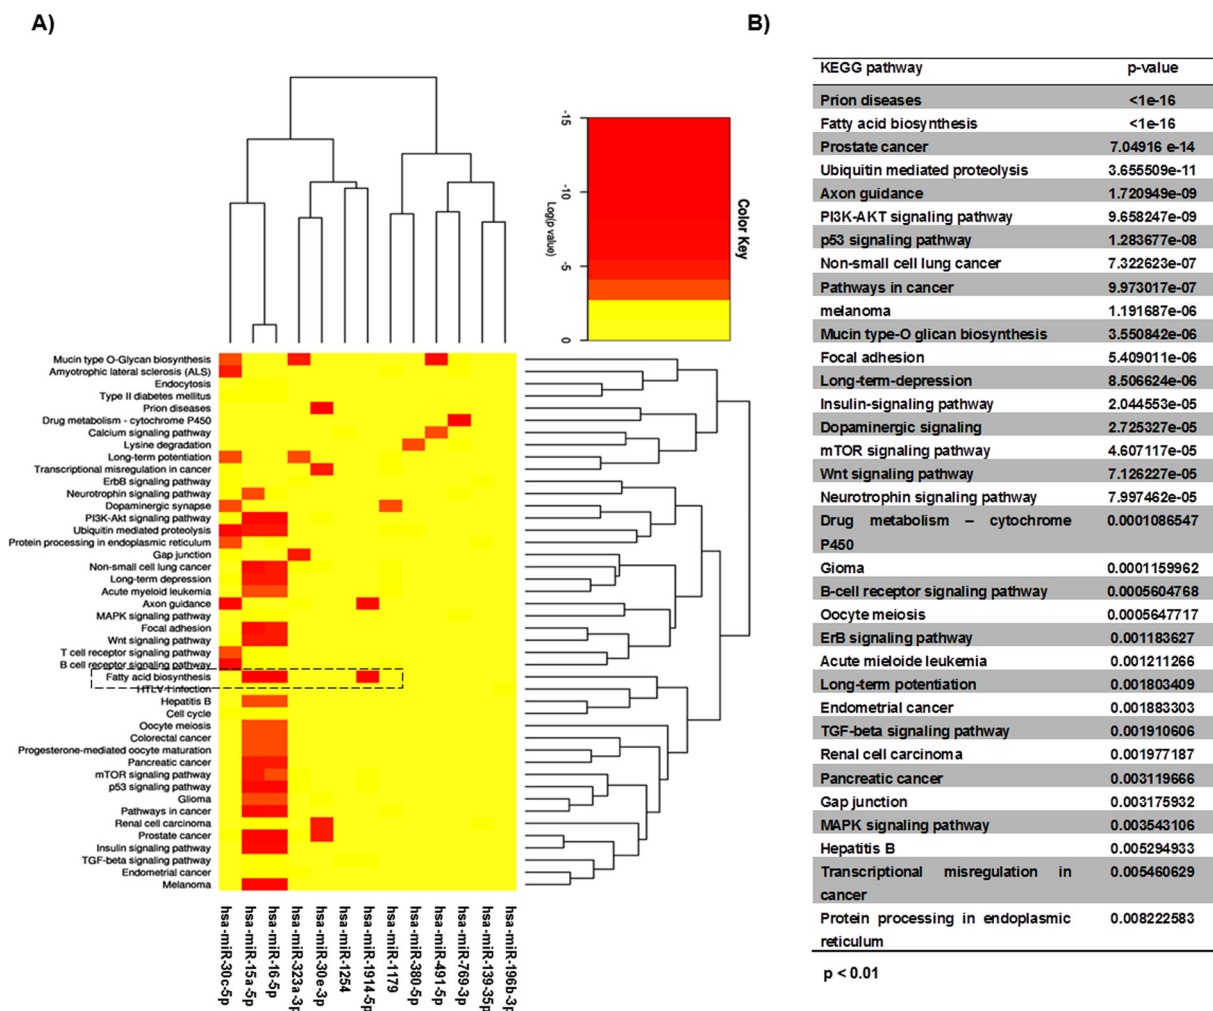 A)
B)
-15
-10
-5
0
Log(p value)
Color Key
Mucin type O-Glycan biosynthesis
Amyotrophic lateral sclerosis (ALS)
Endocytosis
Type II diabetes mellitus
Prion diseases
Drug metabolism - cytochrome P450
Calcium signaling pathway
Lysine degradation
Long-term potentiation
Transcriptional misregulation in cancer
ErbB signaling pathway
Neurotrophin signaling pathway
Dopaminergic synapse
PI3K-Akt signaling pathway
Ubiquitin mediated proteolysis
Protein processing in endoplasmic reticulum
Gap junction
Non-small cell lung cancer
Long-term depression
Acute myeloid leukemia
Axon guidance
MAPK signaling pathway
Focal adhesion
Wnt signaling pathway
T cell receptor signaling pathway
B cell receptor signaling pathway
Fatty acid biosynthesis
HTLV-I infection
Hepatitis B
Cell cycle
Oocyte meiosis
Colorectal cancer
Progesterone-mediated oocyte maturation
Pancreatic cancer
mTOR signaling pathway
p53 signaling pathway
Glioma
Pathways in cancer
Renal cell carcinoma
Prostate cancer
Insulin signaling pathway
TGF-beta signaling pathway
Endometrial cancer
Melanoma
hsa-miR-30c-5p
hsa-miR-15a-5p
hsa-miR-16-5p
hsa-miR-323a-3p
hsa-miR-30e-3p
hsa-miR-1254
hsa-miR-1914-5p
hsa-miR-1179
hsa-miR-380-5p
hsa-miR-491-5p
hsa-miR-769-3p
hsa-miR-139-35p
hsa-miR-196b-3p
KEGG pathway p-value
Prion diseases <1e-16
Fatty acid biosynthesis <1e-16
Prostate cancer 7.04916 e-14
Ubiquitin mediated proteolysis 3.655509e-11
Axon guidance 1.720949e-09
PI3K-AKT signaling pathway 9.658247e-09
p53 signaling pathway 1.283677e-08
Non-small cell lung cancer 7.322623e-07
Pathways in cancer 9.973017e-07
melanoma 1.191687e-06
Mucin type-O glican biosynthesis 3.550842e-06
Focal adhesion 5.409011e-06
Long-term-depression 8.506624e-06
Insulin-signaling pathway 2.044553e-05
Dopaminergic signaling 2.725327e-05
mTOR signaling pathway 4.607117e-05
Wnt signaling pathway 7.126227e-05
Neurotrophin signaling pathway 7.997462e-05
Drug metabolism – cytochrome 0.0001086547
P450
Gioma 0.0001159962
B-cell receptor signaling pathway 0.0005604768
Oocyte meiosis 0.0005647717
ErB signaling pathway 0.001183627
Acute mieloide leukemia 0.001211266
Long-term potentiation 0.001803409
Endometrial cancer 0.001883303
TGF-beta signaling pathway 0.001910606
Renal cell carcinoma 0.001977187
Pancreatic cancer 0.003119666
Gap junction 0.003175932
MAPK signaling pathway 0.003543106
Hepatitis B 0.005294933
Transcriptional misregulation in 0.005460629
cancer
Protein processing in endoplasmic 0.008222583
reticulum
p < 0.01